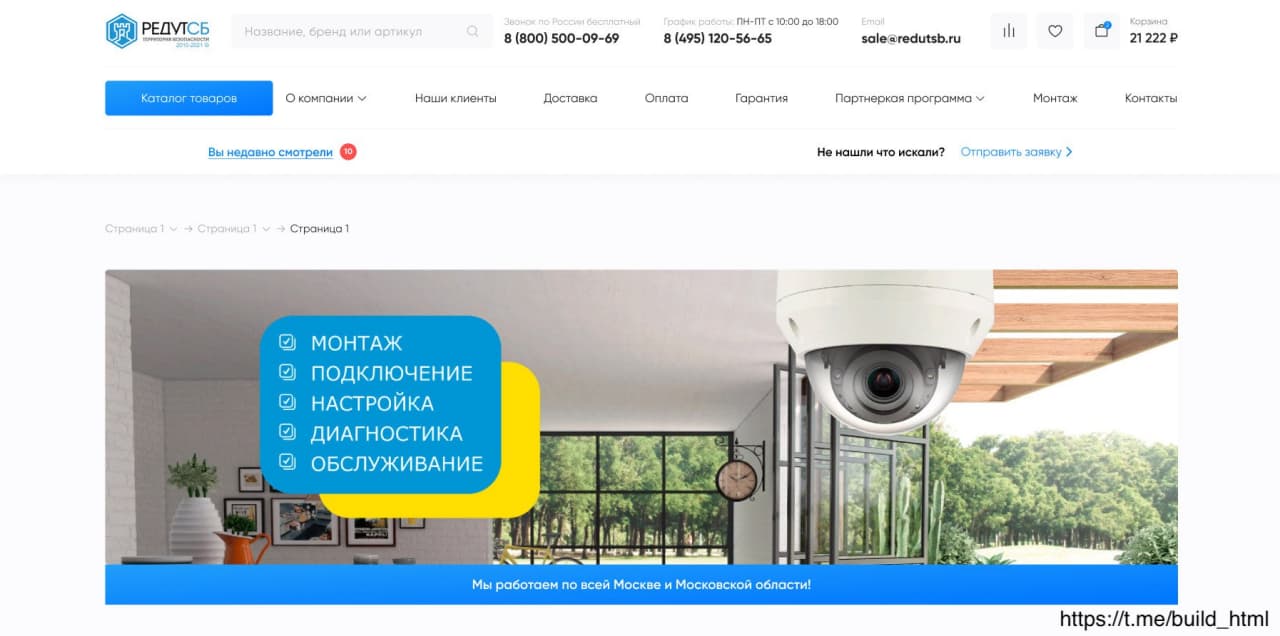 РЕДУТСБ
ТЕРРИТОРИЯ БЕЗОПАСНОСТИ
2010-2021 ©
Название, бренд или артикул
Звонок по России бесплатный
8 (800) 500-09-69
График работы: ПН-ПТ с 10:00 до 18:00
8 (495) 120-56-65
Email
sale@redutsb.ru
Корзина
21 222 ₽
Каталог товаров
О компании
Наши клиенты
Доставка
Оплата
Гарантия
Партнеркая программа
Монтаж
Контакты
Вы недавно смотрели 10
Не нашли что искали? Отправить заявку
Страница 1 → Страница 1 → Страница 1
МОНТАЖ
ПОДКЛЮЧЕНИЕ
НАСТРОЙКА
ДИАГНОСТИКА
ОБСЛУЖИВАНИЕ
Мы работаем по всей Москве и Московской области!
https://t.me/build_html